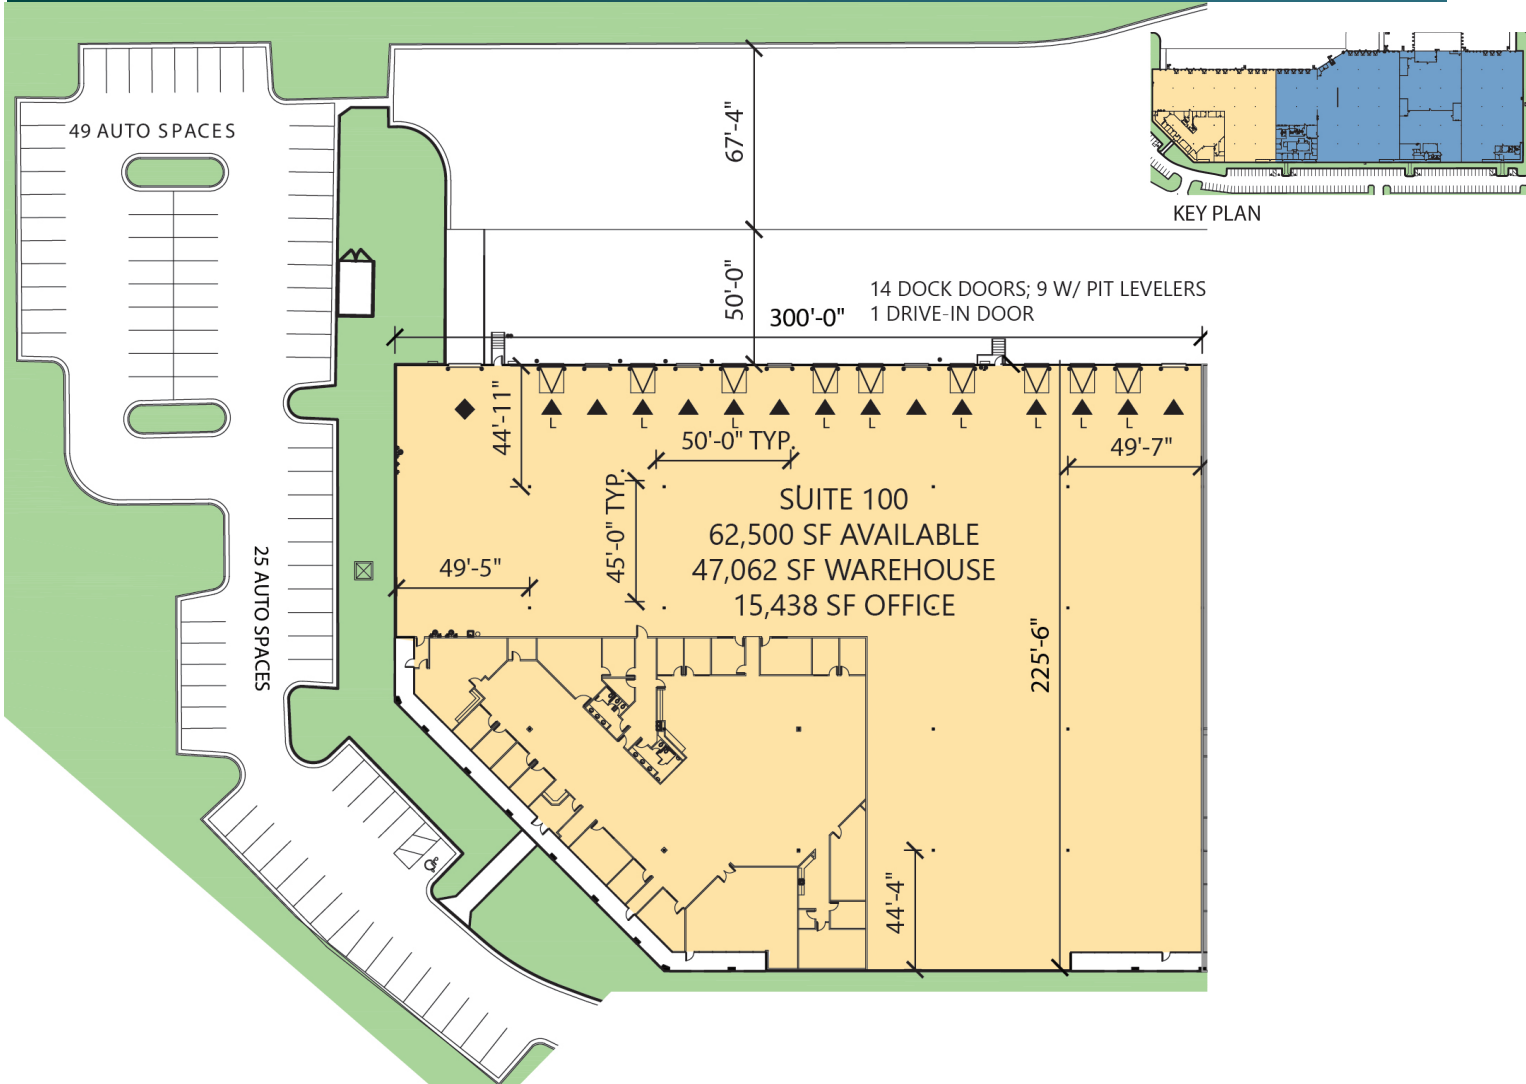 49 AUTO SPACES
67'-4"
KEY PLAN
50'-0"
14 DOCK DOORS; 9 W/ PIT LEVELERS
300'-0"
1 DRIVE-IN DOOR
44'-11"
L
L
L
L
L
L
L
L
L
50'-0" TYP.
49'-7"
45'-0" TYP.
SUITE 100
62,500 SF AVAILABLE
47,062 SF WAREHOUSE
15,438 SF OFFICE
49'-5"
25 AUTO SPACES
225'-6"
44'-4"